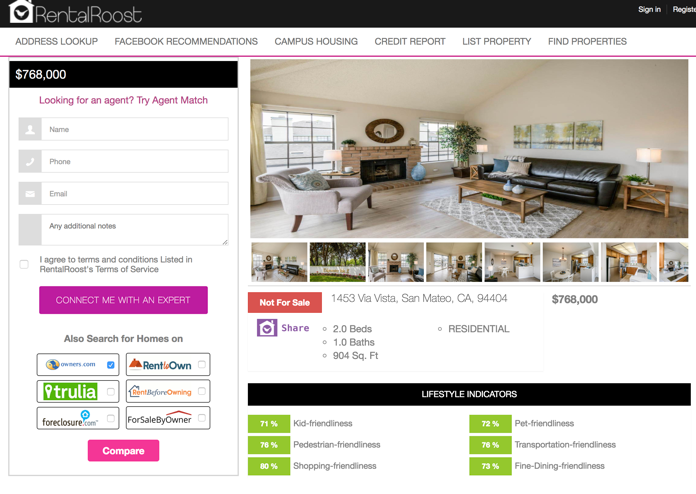 RentalRoost
Sign in
Registe
ADDRESS LOOKUP
FACEBOOK RECOMMENDATIONS
CAMPUS HOUSING
CREDIT REPORT
LIST PROPERTY
FIND PROPERTIES
$768,000
Looking for an agent? Try Agent Match
Name
Phone
Email
Any additional notes
I agree to terms and conditions Listed in
RentalRoost's Terms of Service
CONNECT ME WITH AN EXPERT
Also Search for Homes on
owners.com
RenttoOwn
trulia
RentBeforeOwning
foreclosure.com
ForSaleByOwner
Compare
Not For Sale
1453 Via Vista, San Mateo, CA, 94404
$768,000
Share
2.0 Beds
RESIDENTIAL
1.0 Baths
904 Sq. Ft
LIFESTYLE INDICATORS
71 % Kid-friendliness
72 % Pet-friendliness
76 % Pedestrian-friendliness
76 % Transportation-friendliness
80 % Shopping-friendliness
73 % Fine-Dining-friendliness